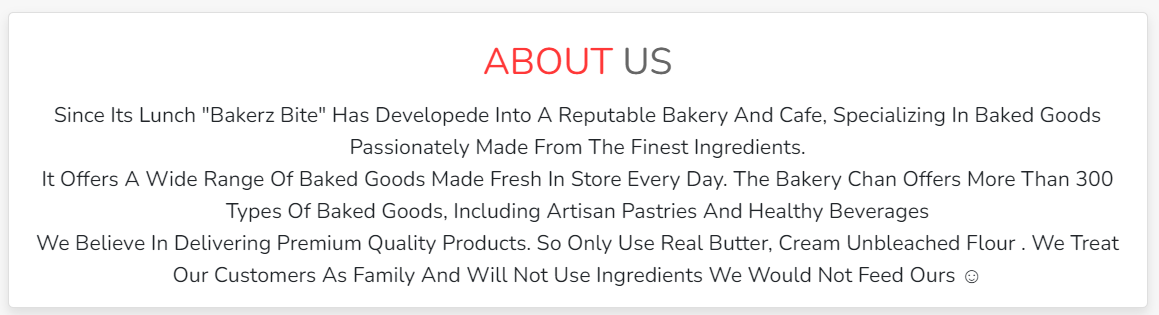 ABOUT US
Since Its Lunch "Bakerz Bite" Has Developede Into A Reputable Bakery And Cafe, Specializing In Baked Goods
Passionately Made From The Finest Ingredients.
It Offers A Wide Range Of Baked Goods Made Fresh In Store Every Day. The Bakery Chan Offers More Than 300
Types Of Baked Goods, Including Artisan Pastries And Healthy Beverages
We Believe In Delivering Premium Quality Products. So Only Use Real Butter, Cream Unbleached Flour . We Treat
Our Customers As Family And Will Not Use Ingredients We Would Not Feed Ours ☺